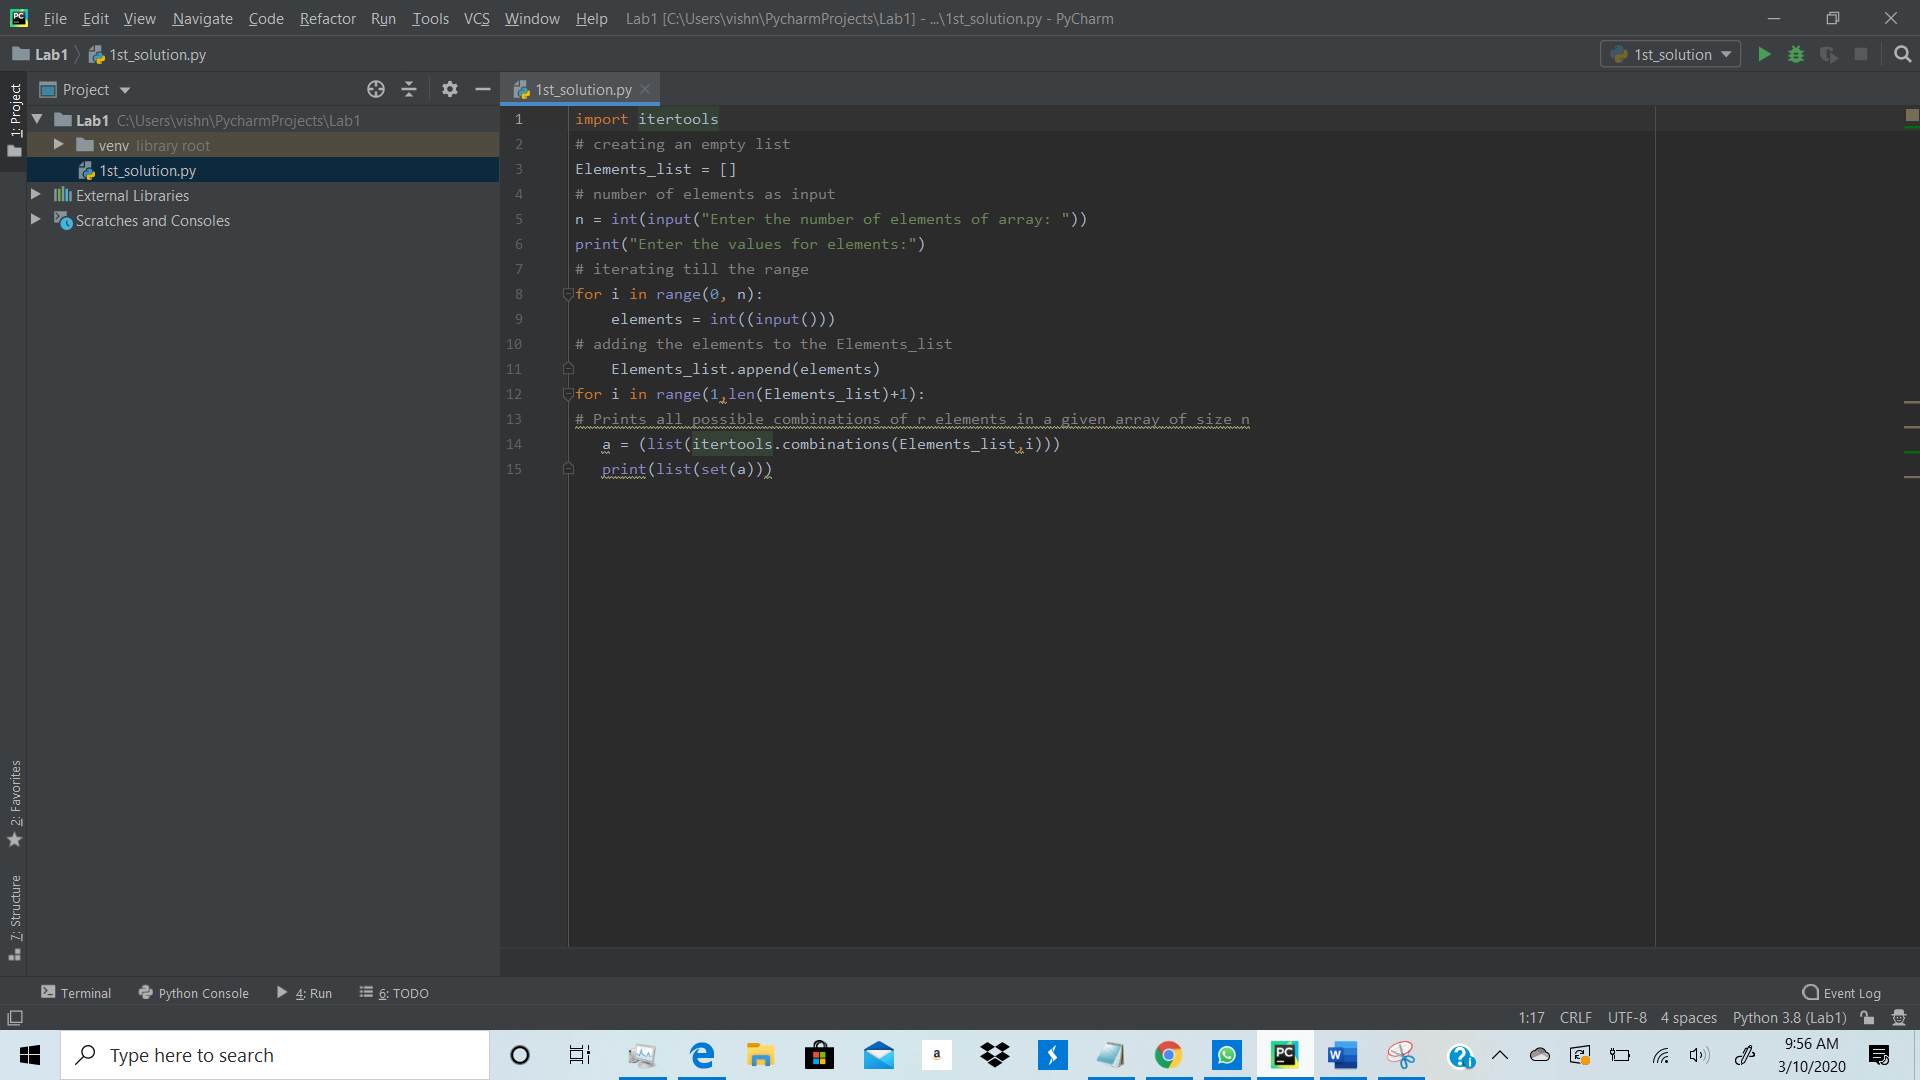 File Edit View Navigate Code Refactor Run Tools VCS Window Help Lab1 [C:\Users\vishn\PycharmProjects\Lab1] - ...\1st_solution.py - PyCharm
Lab1 1st_solution.py 1st_solution
Project
1st_solution.py
1: Project
Lab1 C:\Users\vishn\PycharmProjects\Lab1
venv library root
1st_solution.py
External Libraries
Scratches and Consoles
1 import itertools
2 # creating an empty list
3 Elements_list = []
4 # number of elements as input
5 n = int(input("Enter the number of elements of array: "))
6 print("Enter the values for elements:")
7 # iterating till the range
8 for i in range(0, n):
9     elements = int((input()))
10 # adding the elements to the Elements_list
11     Elements_list.append(elements)
12 for i in range(1,len(Elements_list)+1):
13 # Prints all possible combinations of r elements in a given array of size n
14    a = (list(itertools.combinations(Elements_list,i)))
15    print(list(set(a)))
2: Favorites
7: Structure
Terminal Python Console 4: Run 6: TODO Event Log
1:17 CRLF UTF-8 4 spaces Python 3.8 (Lab1)
Type here to search
9:56 AM
3/10/2020